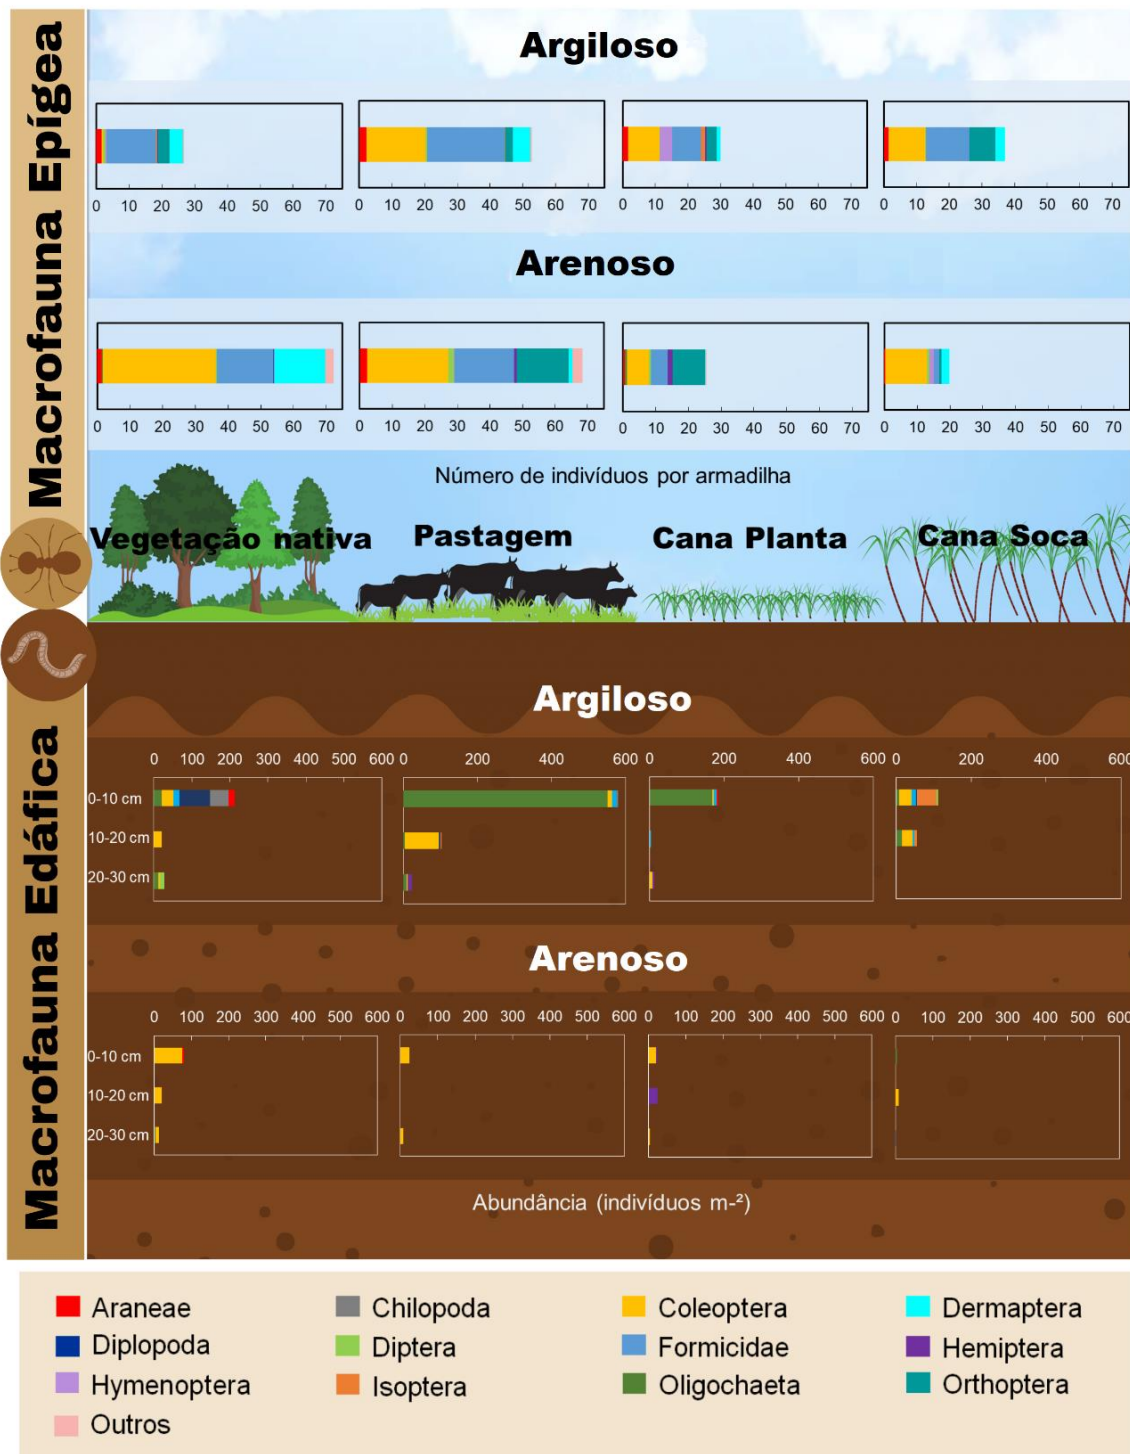 Macrofauna Epígea
Argiloso
0 10 20 30 40 50 60 70
0 10 20 30 40 50 60 70
0 10 20 30 40 50 60 70
0 10 20 30 40 50 60 70
Arenoso
0 10 20 30 40 50 60 70
0 10 20 30 40 50 60 70
0 10 20 30 40 50 60 70
0 10 20 30 40 50 60 70
Número de indivíduos por armadilha
Vegetação nativa
Pastagem
Cana Planta
Cana Soca
Macrofauna Edáfica
Argiloso
0 100 200 300 400 500 600
0 200 400 600
0 200 400 600
0 200 400 600
0-10 cm
10-20 cm
20-30 cm
Arenoso
0 100 200 300 400 500 600
0 100 200 300 400 500 600
0 100 200 300 400 500 600
0 100 200 300 400 500 600
0-10 cm
10-20 cm
20-30 cm
Abundância (indivíduos m-²)
Araneae
Chilopoda
Coleoptera
Dermaptera
Diplopoda
Diptera
Formicidae
Hemiptera
Hymenoptera
Isoptera
Oligochaeta
Orthoptera
Outros